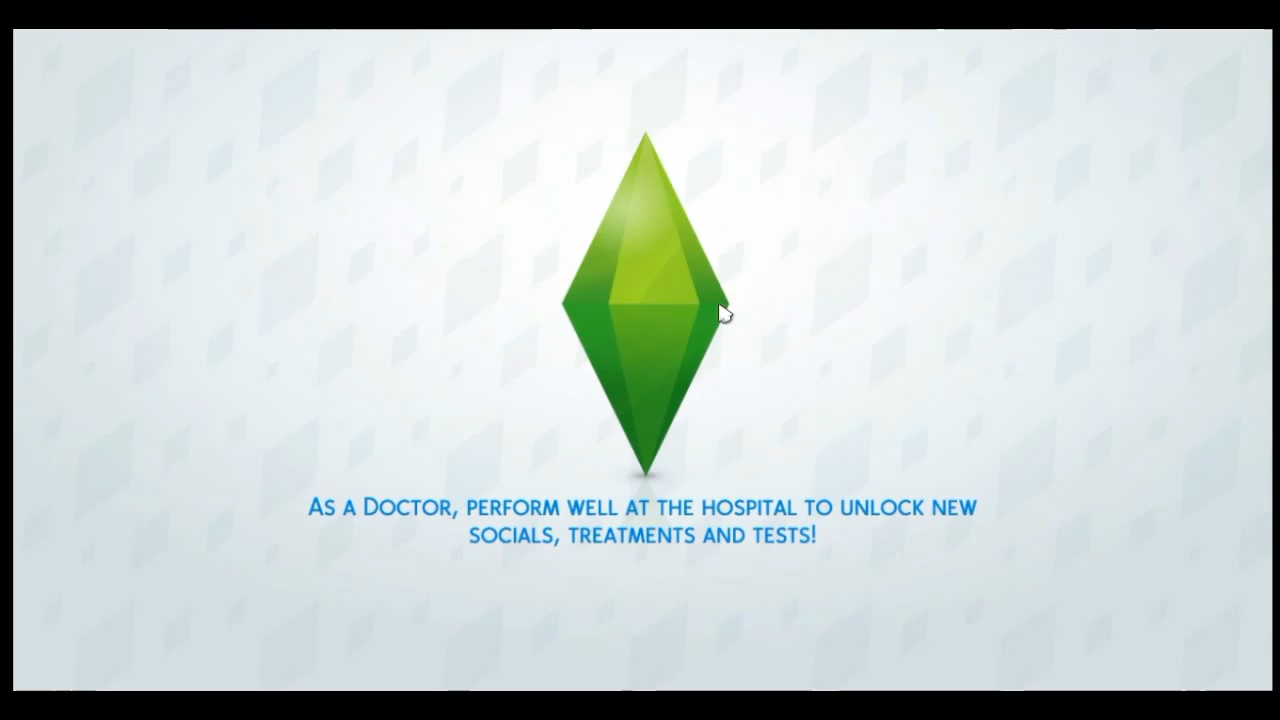 As a Doctor, perform well at the hospital to unlock new
socials, treatments and tests!